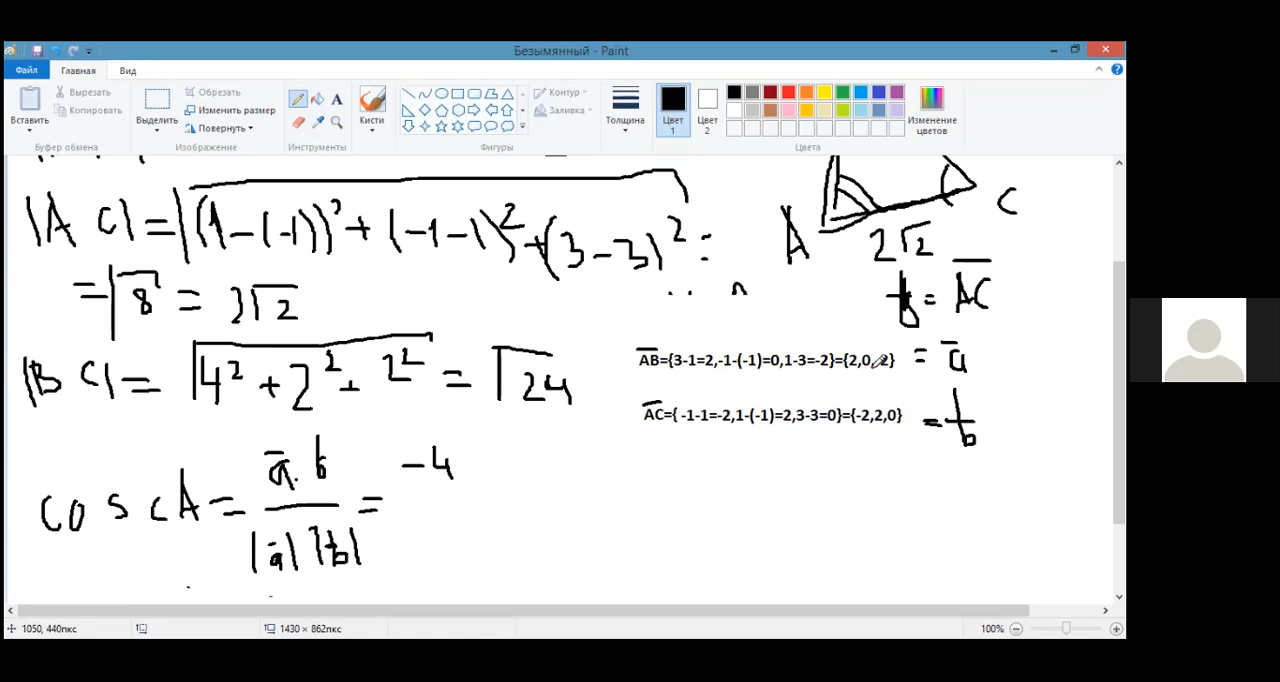 Безымянный - Paint
Файл Главная Вид
Вставить
Вырезать
Копировать
Буфер обмена
Выделить
Обрезать
Изменить размер
Повернуть
Изображение
A
Инструменты
Кисти
Контур
Заливка
Фигуры
Толщина
Цвет 1
Цвет 2
Изменение цветов
Цвета
|AC| = √(1-(-1))² + (-1-1)² + (3-3)² =
= √8 = 2√2
|BC| = √4² + 2² + 2² = √24
cos <A = a̅·b / |a̅| |b| = -4
A C
2√2
b = A̅C̅
A̅B̅={3-1=2,-1-(-1)=0,1-3=-2}={2,0,-2} = a̅
A̅C̅={ -1-1=-2,1-(-1)=2,3-3=0}={-2,2,0} = b
1050, 440пкс
1430 × 862пкс
100%